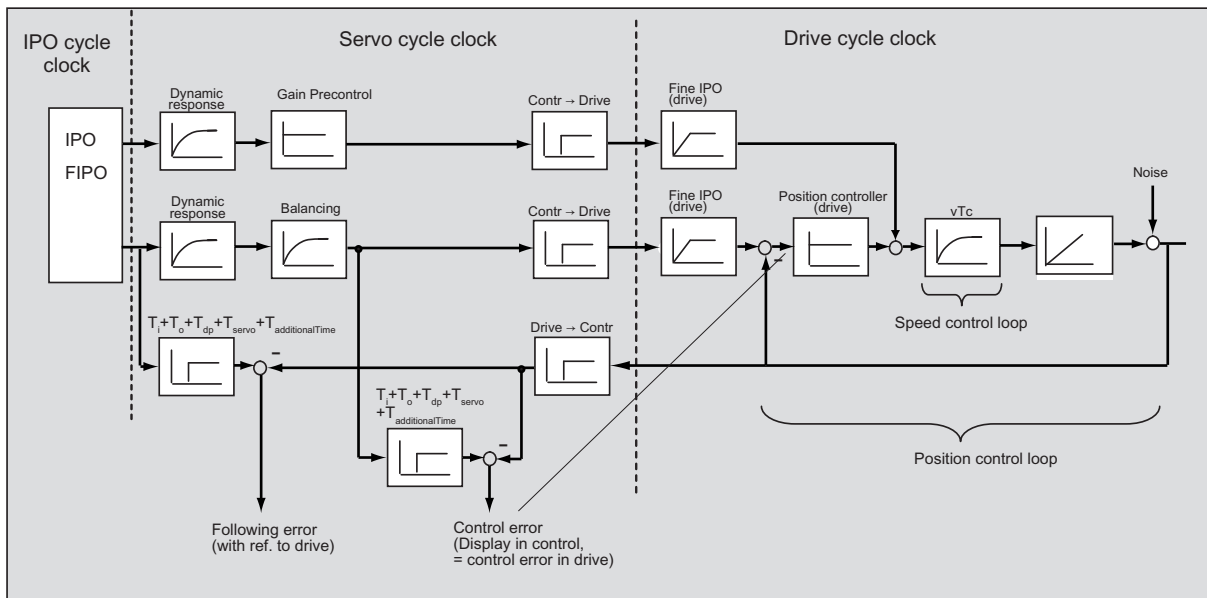 IPO cycle
clock
Servo cycle clock
Drive cycle clock
Dynamic
response
Gain Precontrol
Contr → Drive
Fine IPO
(drive)
IPO
FIPO
Noise
Dynamic
response
Balancing
Contr → Drive
Fine IPO
(drive)
Position controller
(drive)
vTc
–
Speed control loop
Ti+To+Tdp+Tservo+TadditionalTime
–
Drive → Contr
Ti+To+Tdp+Tservo
+TadditionalTime
–
Position control loop
Following error
(with ref. to drive)
Control error
(Display in control,
= control error in drive)